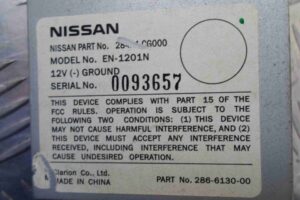 NISSAN
NISSAN PART No. CG000
MODEL No. EN-1201N
12V (-) GROUND
SERIAL No. 0093657
THIS DEVICE COMPLIES WITH PART 15 OF THE
FCC RULES. OPERATION IS SUBJECT TO THE
FOLLOWING TWO CONDITIONS: (1) THIS DEVICE
MAY NOT CAUSE HARMFUL INTERFERENCE, AND (2)
THIS DEVICE MUST ACCEPT ANY INTERFERENCE
RECEIVED, INCLUDING INTERFERENCE THAT MAY
CAUSE UNDESIRED OPERATION.
Clarion Co., Ltd.
MADE IN CHINA
PART No. 286-6130-00